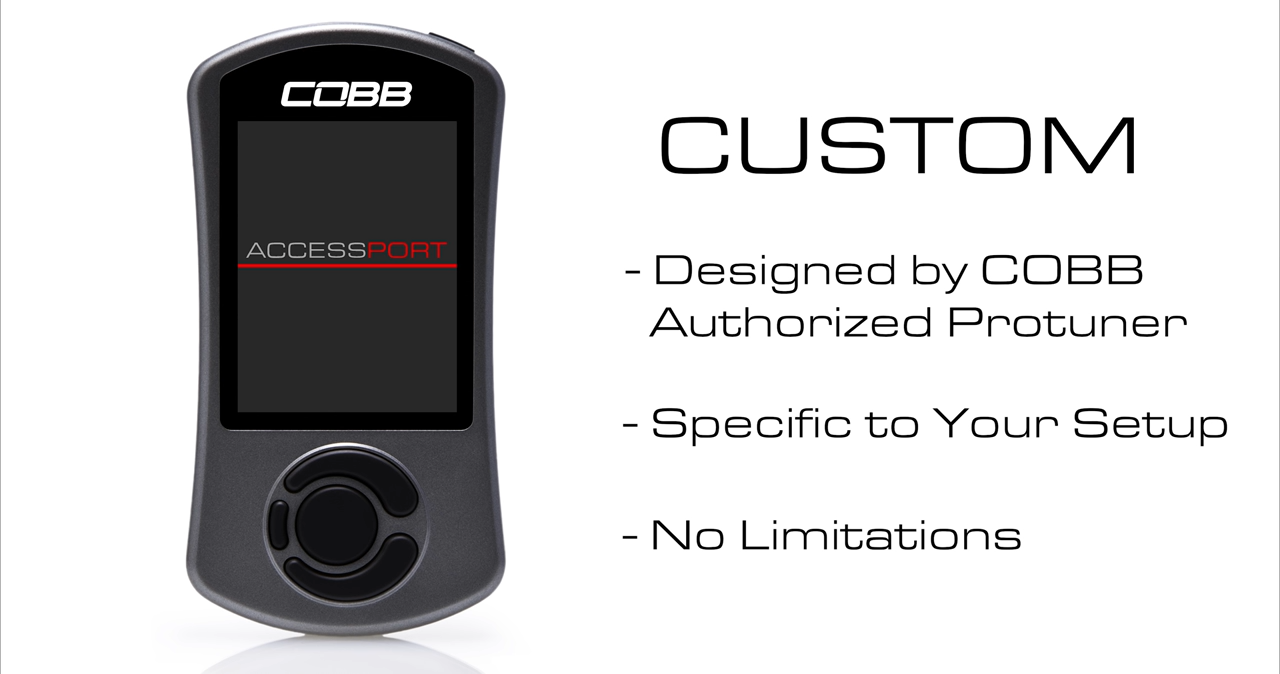 COBB
ACCESSPORT
CUSTOM
- Designed by COBB
Authorized Protuner
- Specific to Your Setup
- No Limitations